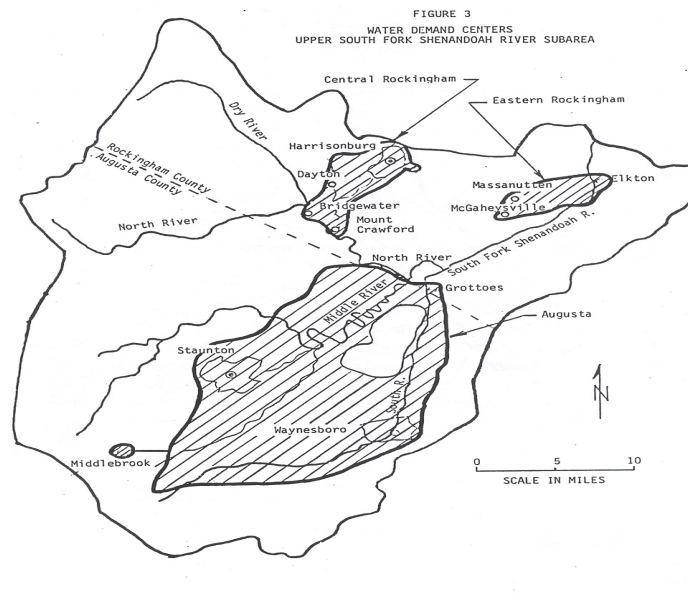 FIGURE 3
WATER DEMAND CENTERS
UPPER SOUTH FORK SHENANDOAH RIVER SUBAREA
Central Rockingham
Eastern Rockingham
Dry River
Harrisonburg
Rockingham County
Augusta County
Dayton
Massanutten
Elkton
Bridgewater
McGaheysville
North River
Mount
Crawford
South Fork Shenandoah R.
North River
Grottoes
Middle River
Augusta
Staunton
South R.
N
Waynesboro
Middlebrook
0 5 10
SCALE IN MILES